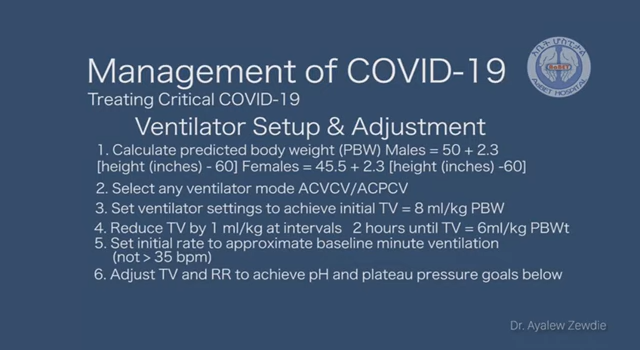 Management of COVID-19
Treating Critical COVID-19
Ventilator Setup & Adjustment
1. Calculate predicted body weight (PBW) Males = 50 + 2.3
[height (inches) - 60] Females = 45.5 + 2.3 [height (inches) -60]
2. Select any ventilator mode ACVCV/ACPCV
3. Set ventilator settings to achieve initial TV = 8 ml/kg PBW
4. Reduce TV by 1 ml/kg at intervals 2 hours until TV = 6ml/kg PBWt
5. Set initial rate to approximate baseline minute ventilation
(not > 35 bpm)
6. Adjust TV and RR to achieve pH and plateau pressure goals below
Dr. Ayalew Zewdie